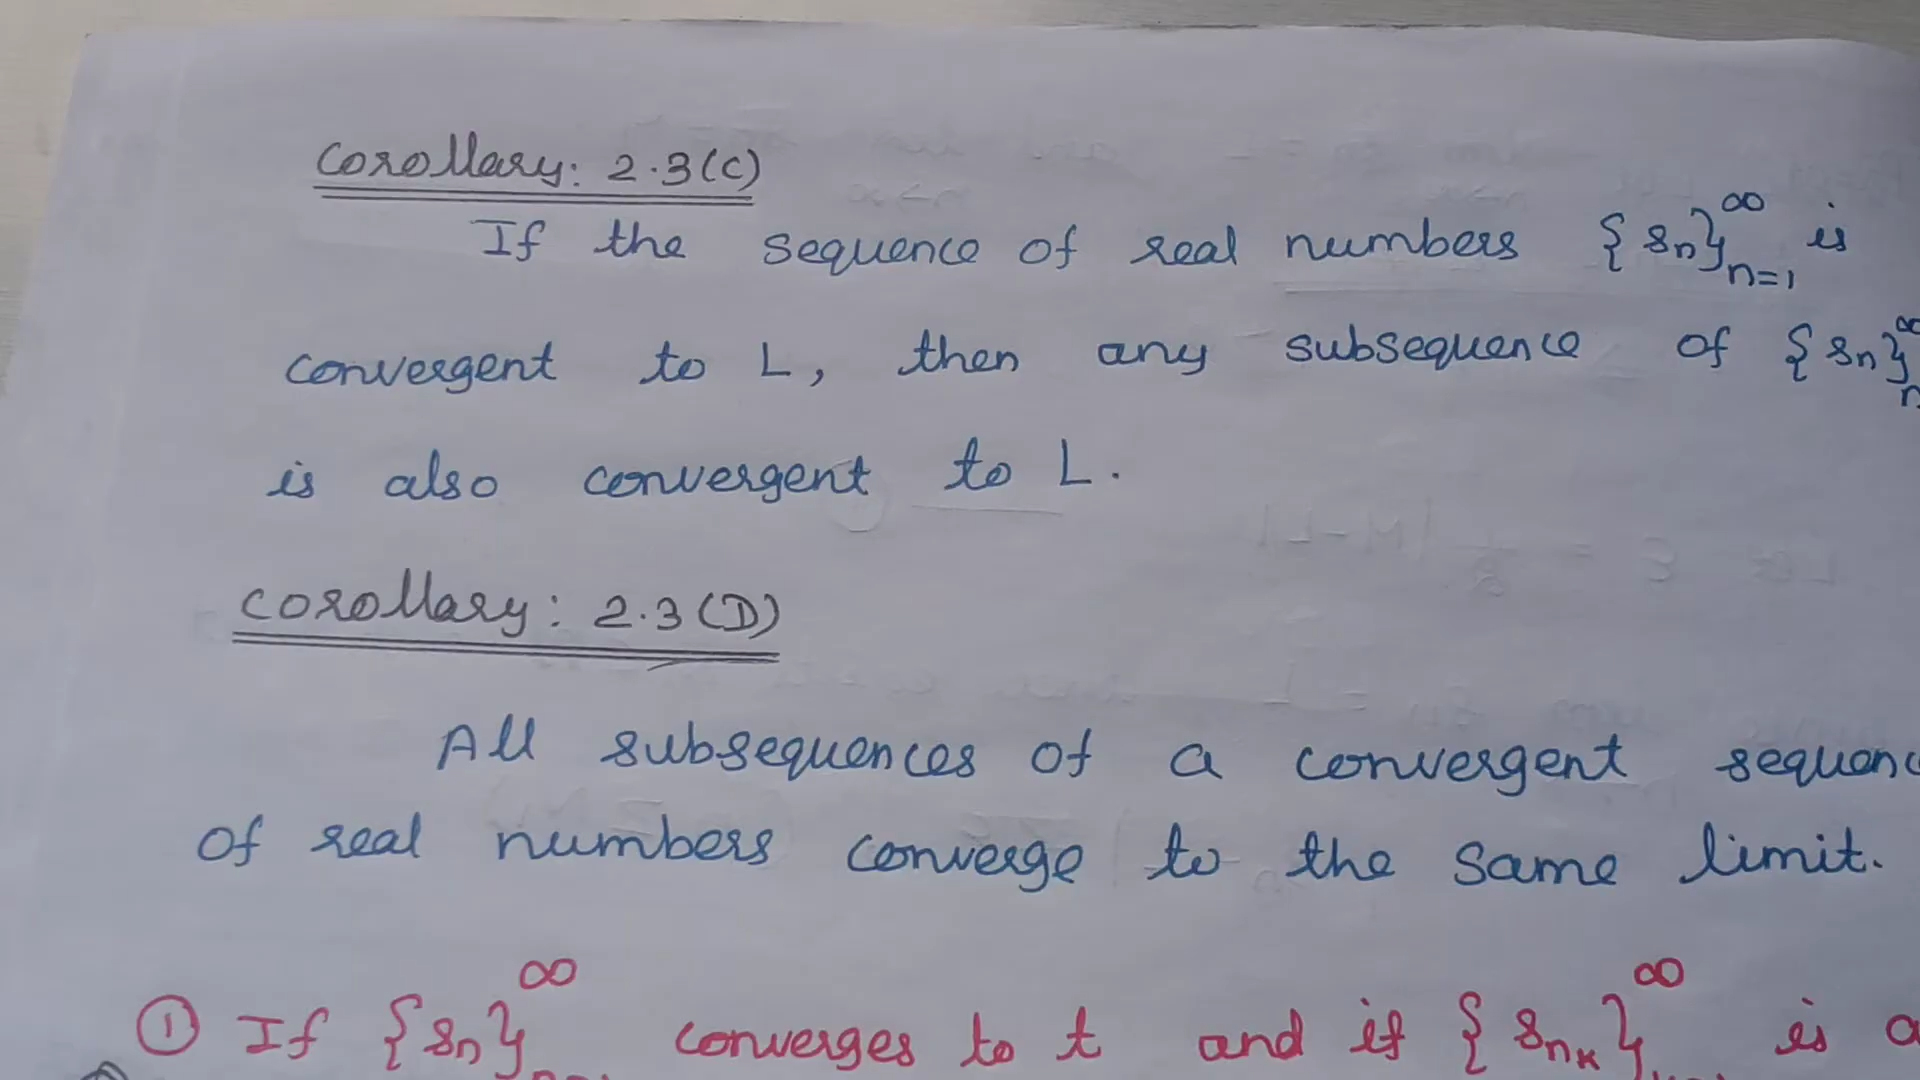 Corollary: 2.3(C)
If the sequence of real numbers {sn}∞n=1 is
convergent to L, then any subsequence of {sn}∞n
is also convergent to L.
Corollary: 2.3(D)
All subsequences of a convergent sequenc
of real numbers converge to the same limit.
① If {sn}∞ converges to t and if {snk}∞ is a